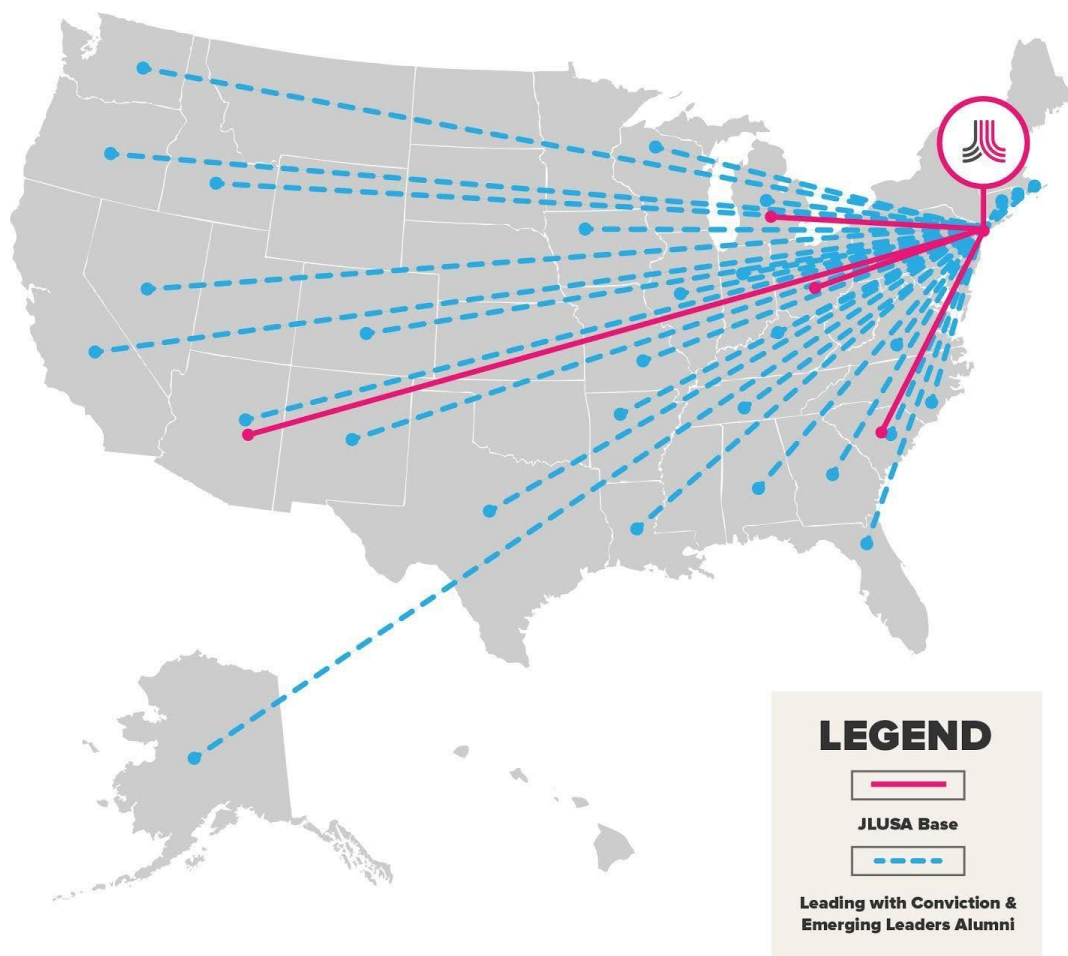 LEGEND
JLUSA Base
Leading with Conviction &
Emerging Leaders Alumni